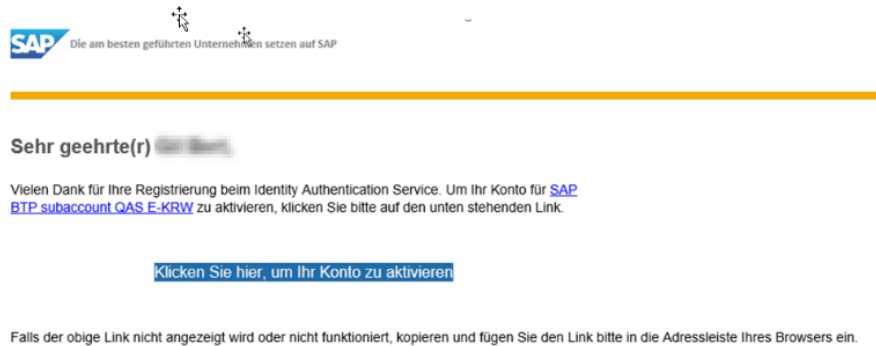 SAP Die am besten geführten Unternehmen setzen auf SAP
Sehr geehrte(r)
Vielen Dank für Ihre Registrierung beim Identity Authentication Service. Um Ihr Konto für SAP
BTP subaccount QAS E-KRW zu aktivieren, klicken Sie bitte auf den unten stehenden Link.
Klicken Sie hier, um Ihr Konto zu aktivieren
Falls der obige Link nicht angezeigt wird oder nicht funktioniert, kopieren und fügen Sie den Link bitte in die Adressleiste Ihres Browsers ein.